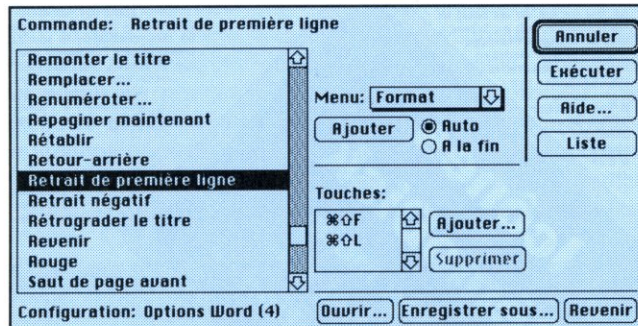 Commande: Retrait de première ligne
Remonter le titre
Remplacer...
Renuméroter...
Repaginer maintenant
Rétablir
Retour-arrière
Retrait de première ligne
Retrait négatif
Rétrograder le titre
Revenir
Rouge
Saut de page avant
Configuration: Options Word (4)
Menu: Format
Ajouter
Auto
A la fin
Touches:
⌘⇧F
⌘⇧L
Ajouter...
Supprimer
Annuler
Exécuter
Aide...
Liste
Ouvrir...
Enregistrer sous...
Revenir